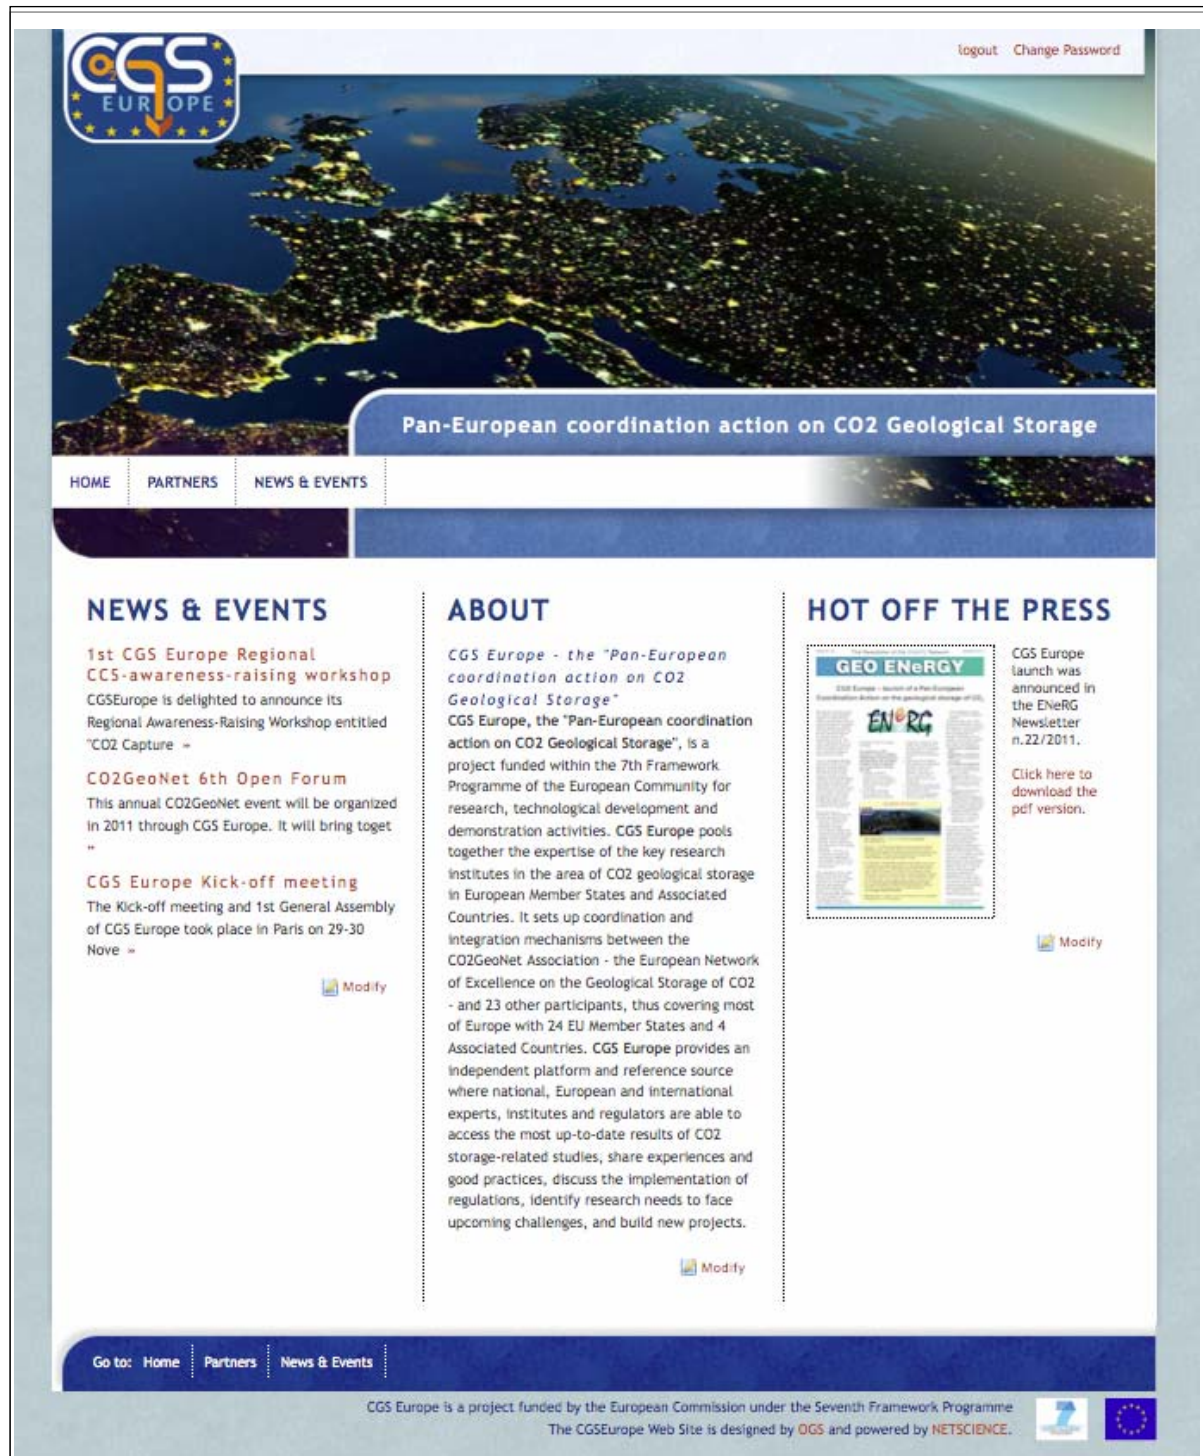 CGS
O2
EUROPE
logout Change Password
Pan-European coordination action on CO2 Geological Storage
HOME PARTNERS NEWS & EVENTS
NEWS & EVENTS
1st CGS Europe Regional
CCS-awareness-raising workshop
CGSEurope is delighted to announce its
Regional Awareness-Raising Workshop entitled
"CO2 Capture »
CO2GeoNet 6th Open Forum
This annual CO2GeoNet event will be organized
in 2011 through CGS Europe. It will bring toget
»
CGS Europe Kick-off meeting
The Kick-off meeting and 1st General Assembly
of CGS Europe took place in Paris on 29-30
Nove »
Modify
ABOUT
CGS Europe - the "Pan-European
coordination action on CO2
Geological Storage"
CGS Europe, the "Pan-European coordination
action on CO2 Geological Storage", is a
project funded within the 7th Framework
Programme of the European Community for
research, technological development and
demonstration activities. CGS Europe pools
together the expertise of the key research
institutes in the area of CO2 geological storage
in European Member States and Associated
Countries. It sets up coordination and
integration mechanisms between the
CO2GeoNet Association - the European Network
of Excellence on the Geological Storage of CO2
- and 23 other participants, thus covering most
of Europe with 24 EU Member States and 4
Associated Countries. CGS Europe provides an
independent platform and reference source
where national, European and international
experts, institutes and regulators are able to
access the most up-to-date results of CO2
storage-related studies, share experiences and
good practices, discuss the implementation of
regulations, identify research needs to face
upcoming challenges, and build new projects.
Modify
HOT OFF THE PRESS
GEO ENeRGY
CGS Europe - launch of a Pan-European
Coordination Action on the geological storage of CO2
ENeRG
CGS Europe
launch was
announced in
the ENeRG
Newsletter
n.22/2011.
Click here to
download the
pdf version.
Modify
Go to: Home Partners News & Events
CGS Europe is a project funded by the European Commission under the Seventh Framework Programme
The CGSEurope Web Site is designed by OGS and powered by NETSCIENCE.